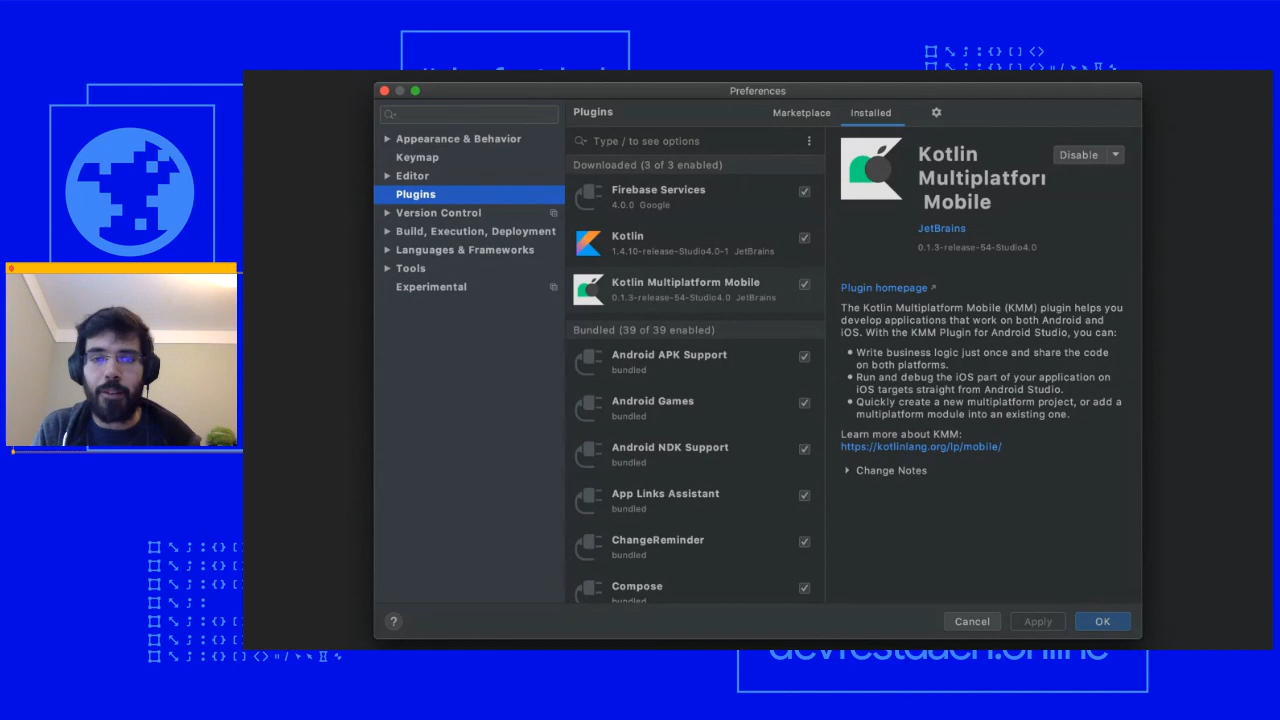 Preferences
Appearance & Behavior
Keymap
Editor
Plugins
Version Control
Build, Execution, Deployment
Languages & Frameworks
Tools
Experimental
Plugins
Marketplace
Installed
Type / to see options
Downloaded (3 of 3 enabled)
Firebase Services
4.0.0 Google
Kotlin
1.4.10-release-Studio4.0-1 JetBrains
Kotlin Multiplatform Mobile
0.1.3-release-54-Studio4.0 JetBrains
Bundled (39 of 39 enabled)
Android APK Support
bundled
Android Games
bundled
Android NDK Support
bundled
App Links Assistant
bundled
ChangeReminder
bundled
Compose
bundled
Kotlin
Multiplatform
Mobile
Disable
JetBrains
0.1.3-release-54-Studio4.0
Plugin homepage ↗
The Kotlin Multiplatform Mobile (KMM) plugin helps you
develop applications that work on both Android and
iOS. With the KMM Plugin for Android Studio, you can:
• Write business logic just once and share the code
on both platforms.
• Run and debug the iOS part of your application on
iOS targets straight from Android Studio.
• Quickly create a new multiplatform project, or add a
multiplatform module into an existing one.
Learn more about KMM:
https://kotlinlang.org/lp/mobile/
Change Notes
?
Cancel
Apply
OK
devfestdach.online